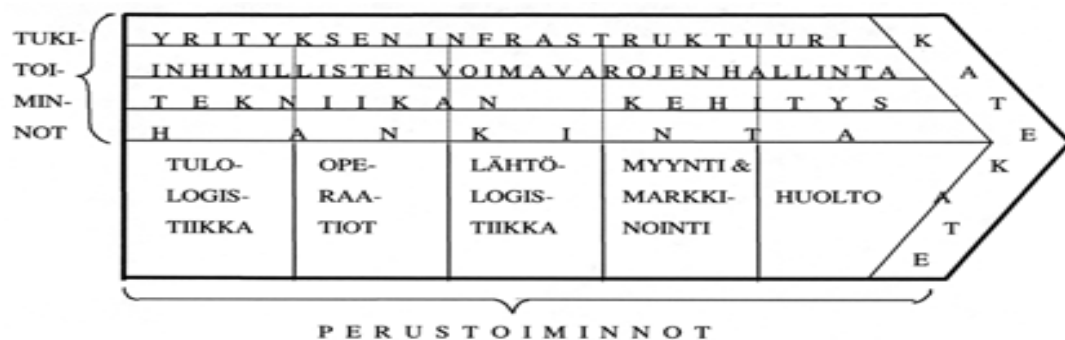 TUKI-
TOI-
MIN-
NOT
YRITYKSEN INFRASTRUKTUURI
INHIMILLISTEN VOIMAVAROJEN HALLINTA
TEKNIIKAN KEHITYS
HANKINTA
TULO-
LOGIS-
TIIKKA
OPE-
RAA-
TIOT
LÄHTÖ-
LOGIS-
TIIKKA
MYYNTI &
MARKKI-
NOINTI
HUOLTO
KATE
KATE
PERUSTOIMINNOT